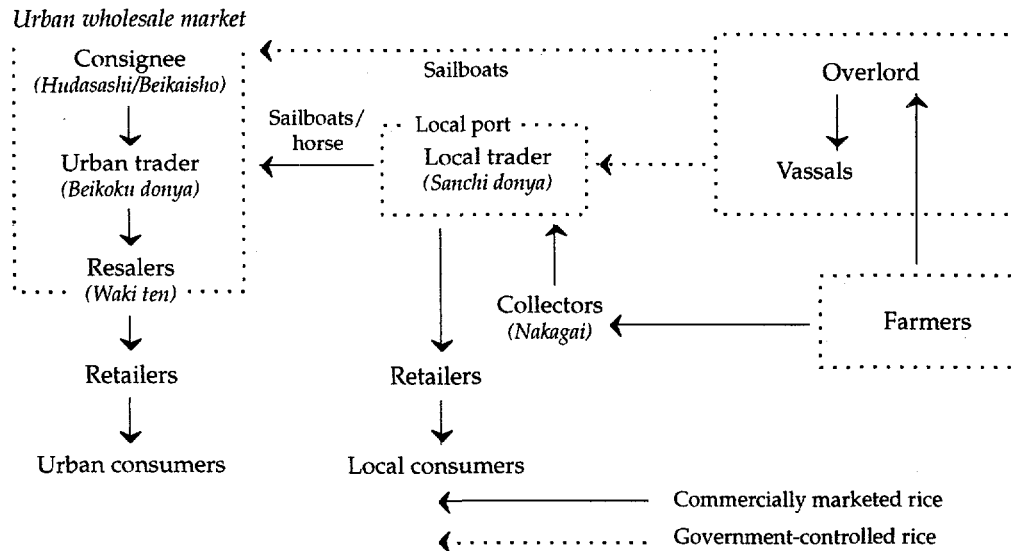 Urban wholesale market
Consignee
(Hudasashi/Beikaisho)
Sailboats
Overlord
Sailboats/
horse
Local port
Urban trader
(Beikoku donya)
Local trader
(Sanchi donya)
Vassals
Resalers
(Waki ten)
Collectors
(Nakagai)
Farmers
Retailers
Retailers
Urban consumers
Local consumers
Commercially marketed rice
Government-controlled rice